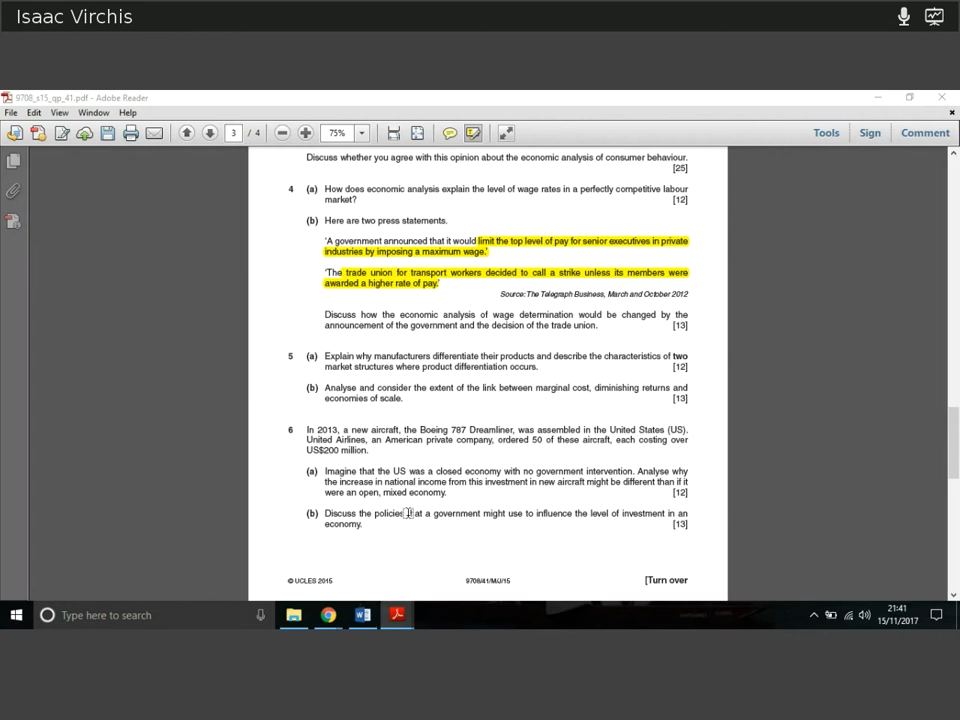 Isaac Virchis
9708_s15_qp_41.pdf - Adobe Reader
File Edit View Window Help
3 / 4 75% Tools Sign Comment
Discuss whether you agree with this opinion about the economic analysis of consumer behaviour.
[25]
4 (a) How does economic analysis explain the level of wage rates in a perfectly competitive labour
market? [12]
(b) Here are two press statements.
'A government announced that it would limit the top level of pay for senior executives in private
industries by imposing a maximum wage.'
'The trade union for transport workers decided to call a strike unless its members were
awarded a higher rate of pay.'
Source: The Telegraph Business, March and October 2012
Discuss how the economic analysis of wage determination would be changed by the
announcement of the government and the decision of the trade union. [13]
5 (a) Explain why manufacturers differentiate their products and describe the characteristics of two
market structures where product differentiation occurs. [12]
(b) Analyse and consider the extent of the link between marginal cost, diminishing returns and
economies of scale. [13]
6 In 2013, a new aircraft, the Boeing 787 Dreamliner, was assembled in the United States (US).
United Airlines, an American private company, ordered 50 of these aircraft, each costing over
US$200 million.
(a) Imagine that the US was a closed economy with no government intervention. Analyse why
the increase in national income from this investment in new aircraft might be different than if it
were an open, mixed economy. [12]
(b) Discuss the policies that a government might use to influence the level of investment in an
economy. [13]
© UCLES 2015 9708/41/M/J/15 [Turn over
Type here to search
21:41
15/11/2017